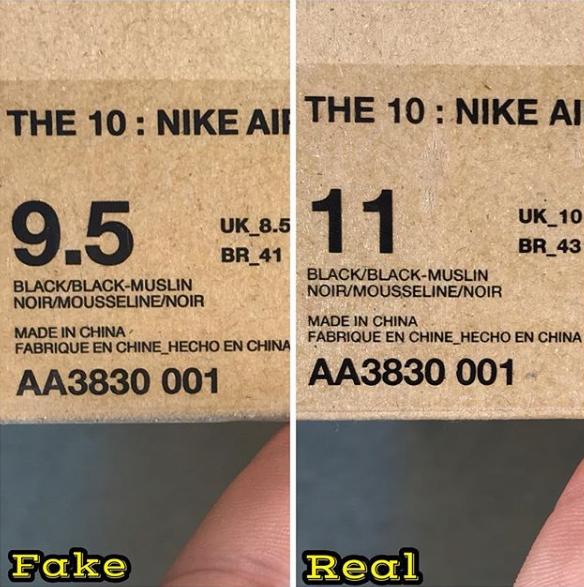 THE 10 : NIKE AI
9.5
UK_8.5
BR_41
BLACK/BLACK-MUSLIN
NOIR/MOUSSELINE/NOIR
MADE IN CHINA
FABRIQUE EN CHINE_HECHO EN CHINA
AA3830 001
Fake
THE 10 : NIKE AI
11
UK_10
BR_43
BLACK/BLACK-MUSLIN
NOIR/MOUSSELINE/NOIR
MADE IN CHINA
FABRIQUE EN CHINE_HECHO EN CHINA
AA3830 001
Real